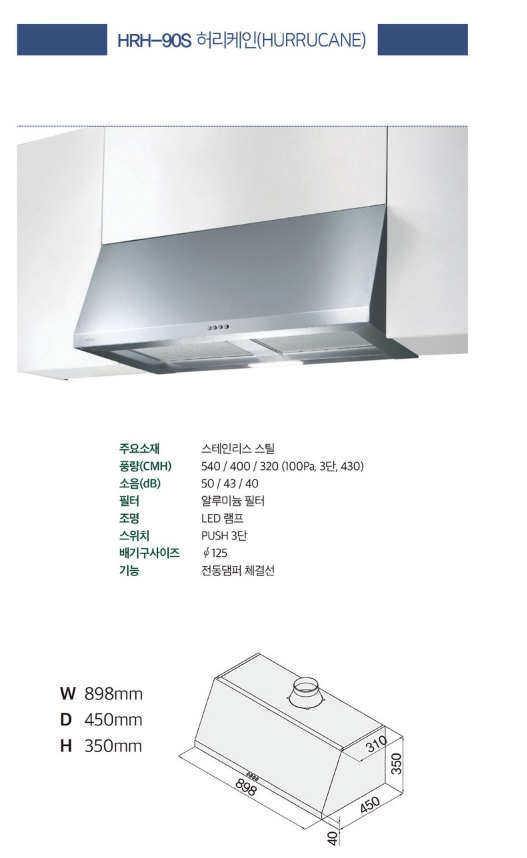 HRH-90S 허리케인(HURRUCANE)
주요소재 스테인리스 스틸
풍량(CMH) 540 / 400 / 320 (100Pa, 3단, 430)
소음(dB) 50 / 43 / 40
필터 알루미늄 필터
조명 LED 램프
스위치 PUSH 3단
배기구사이즈 ∮125
기능 전동댐퍼 체결선
W 898mm
D 450mm
H 350mm
310
350
898
450
40